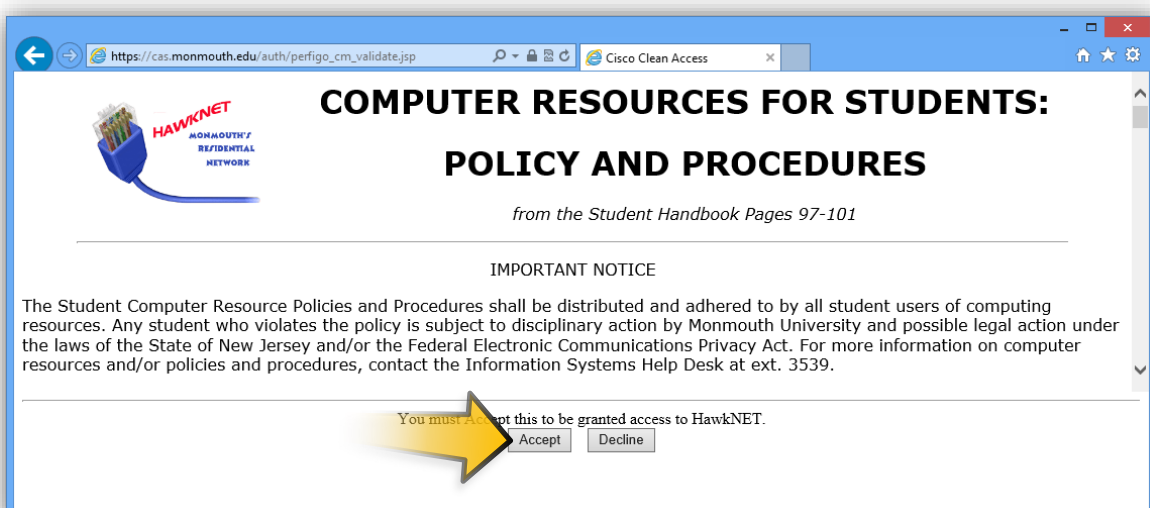 https://cas.monmouth.edu/auth/perfigo_cm_validate.jsp
Cisco Clean Access
HAWKNET
MONMOUTH'S
RESIDENTIAL
NETWORK
COMPUTER RESOURCES FOR STUDENTS:
POLICY AND PROCEDURES
from the Student Handbook Pages 97-101
IMPORTANT NOTICE
The Student Computer Resource Policies and Procedures shall be distributed and adhered to by all student users of computing
resources. Any student who violates the policy is subject to disciplinary action by Monmouth University and possible legal action under
the laws of the State of New Jersey and/or the Federal Electronic Communications Privacy Act. For more information on computer
resources and/or policies and procedures, contact the Information Systems Help Desk at ext. 3539.
You must Accept this to be granted access to HawkNET.
Accept Decline